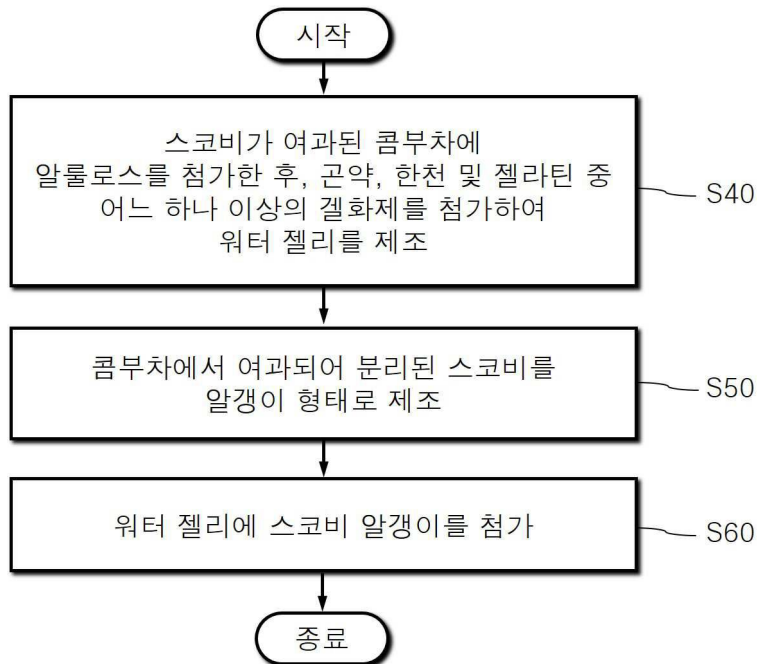 시작
스코비가 여과된 콤부차에
알룰로스를 첨가한 후, 곤약, 한천 및 젤라틴 중
어느 하나 이상의 겔화제를 첨가하여
워터 젤리를 제조
S40
콤부차에서 여과되어 분리된 스코비를
알갱이 형태로 제조
S50
워터 젤리에 스코비 알갱이를 첨가
S60
종료